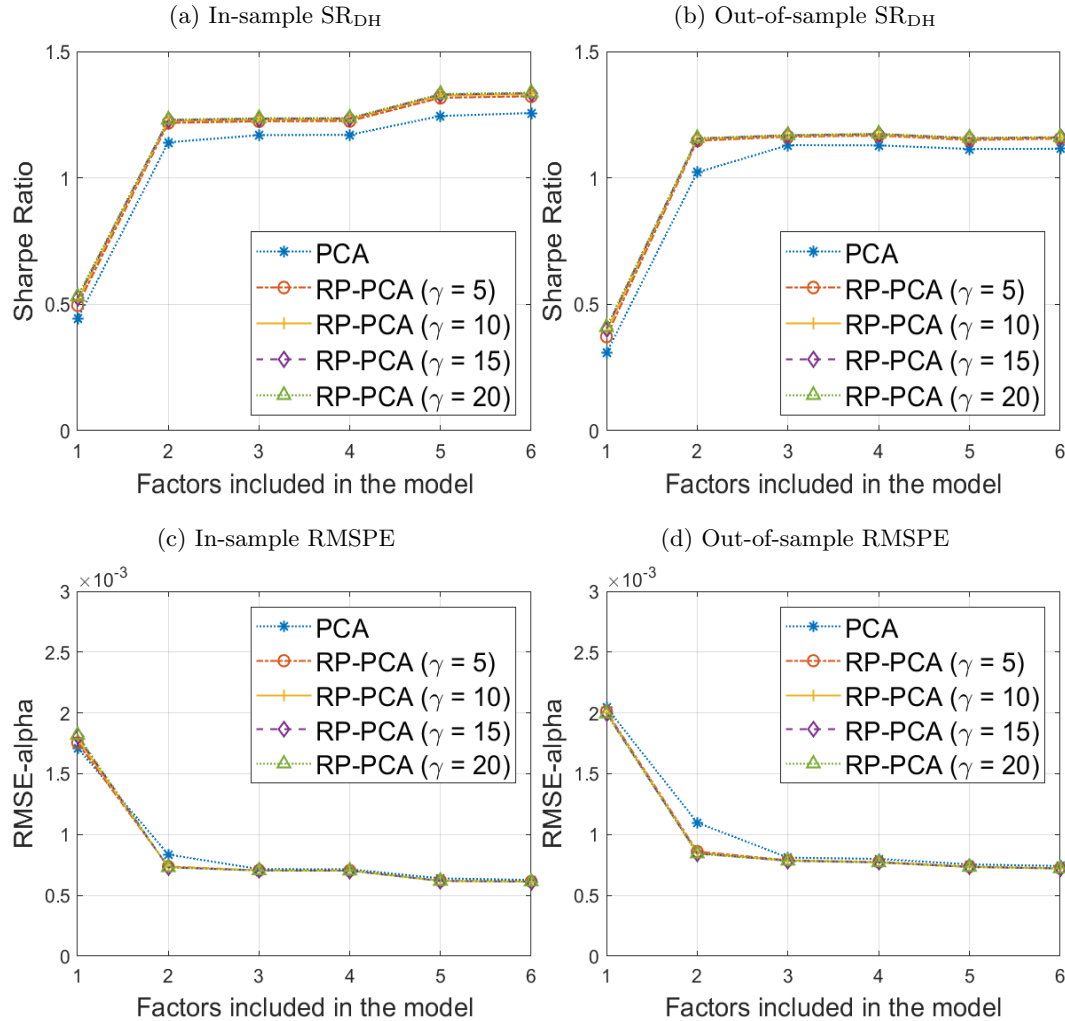 (a) In-sample SR_DH
1.5
1
0.5
0
Sharpe Ratio
PCA
RP-PCA (γ = 5)
RP-PCA (γ = 10)
RP-PCA (γ = 15)
RP-PCA (γ = 20)
1 2 3 4 5 6
Factors included in the model
(b) Out-of-sample SR_DH
1.5
1
0.5
0
Sharpe Ratio
PCA
RP-PCA (γ = 5)
RP-PCA (γ = 10)
RP-PCA (γ = 15)
RP-PCA (γ = 20)
1 2 3 4 5 6
Factors included in the model
(c) In-sample RMSPE
×10⁻³
3
2.5
2
1.5
1
0.5
0
RMSE-alpha
PCA
RP-PCA (γ = 5)
RP-PCA (γ = 10)
RP-PCA (γ = 15)
RP-PCA (γ = 20)
1 2 3 4 5 6
Factors included in the model
(d) Out-of-sample RMSPE
×10⁻³
3
2.5
2
1.5
1
0.5
0
RMSE-alpha
PCA
RP-PCA (γ = 5)
RP-PCA (γ = 10)
RP-PCA (γ = 15)
RP-PCA (γ = 20)
1 2 3 4 5 6
Factors included in the model